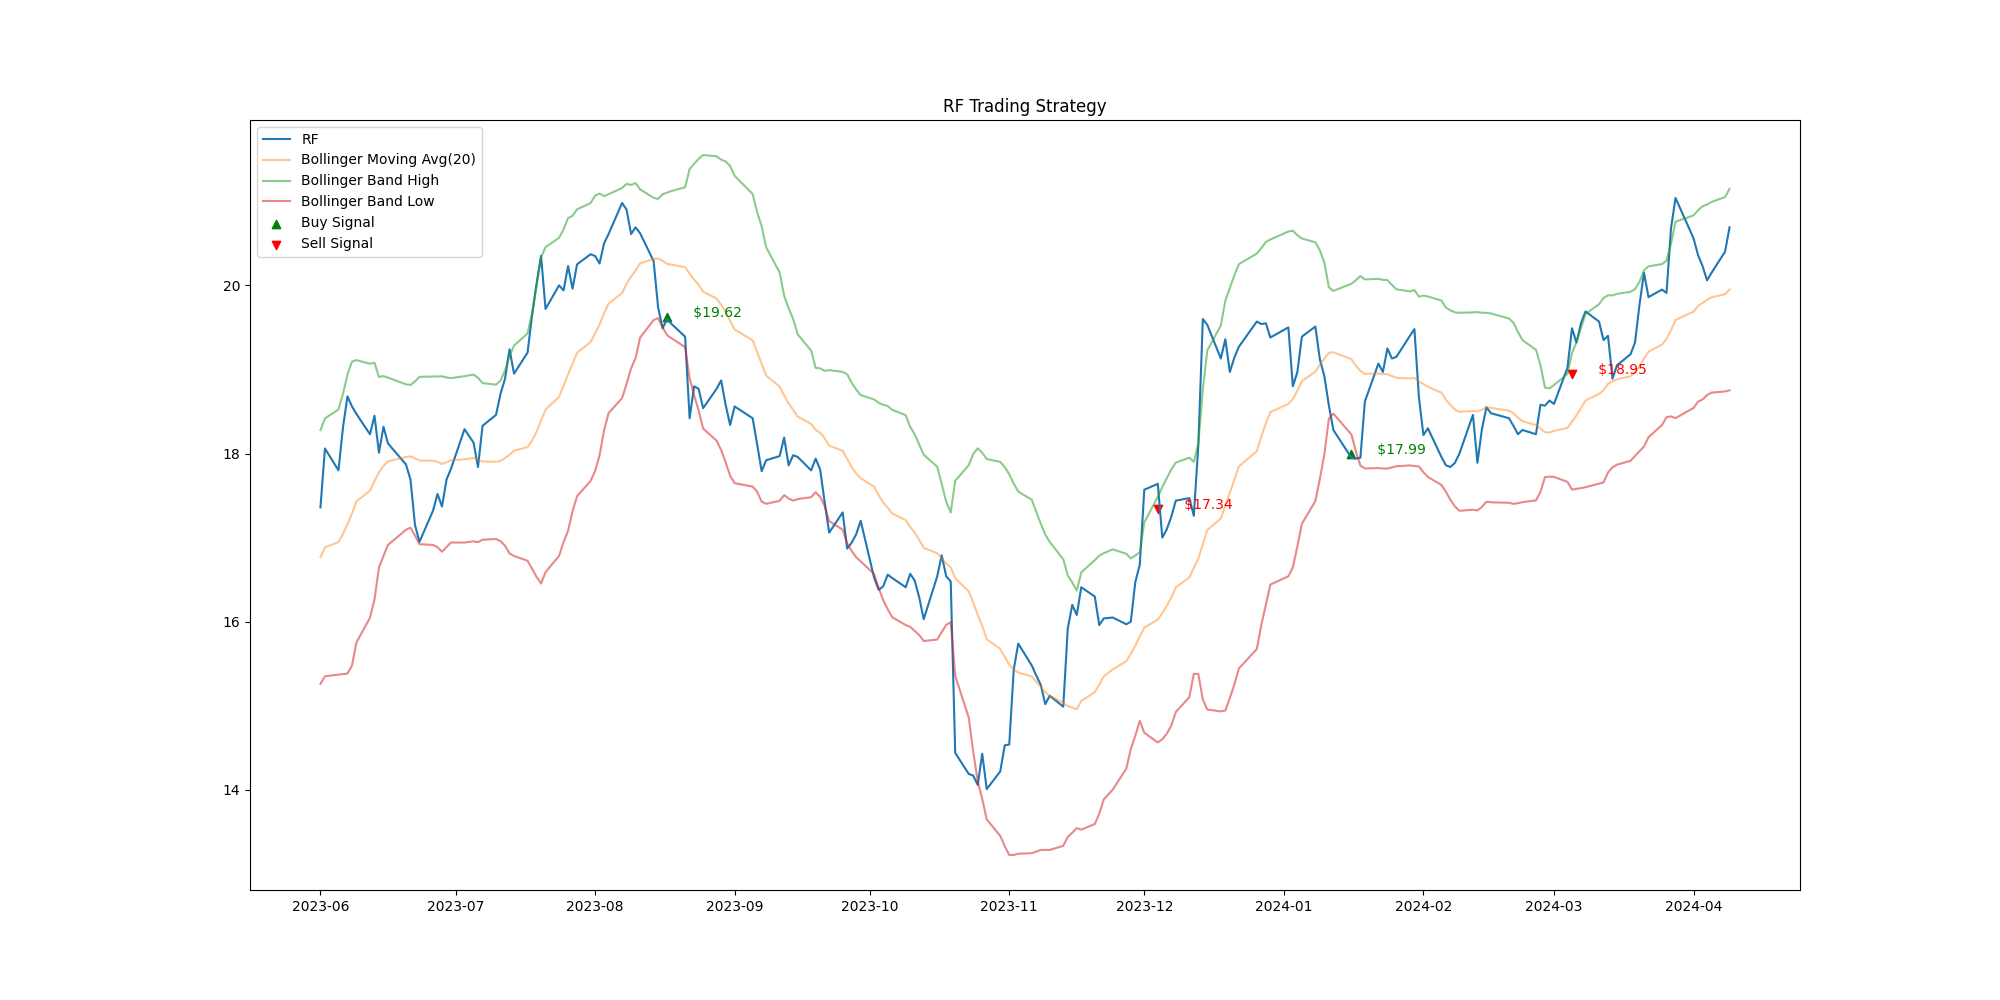 RF Trading Strategy
RF
Bollinger Moving Avg(20)
Bollinger Band High
Bollinger Band Low
Buy Signal
Sell Signal
$19.62
$17.34
$17.99
$18.95
20
18
16
14
2023-06
2023-07
2023-08
2023-09
2023-10
2023-11
2023-12
2024-01
2024-02
2024-03
2024-04